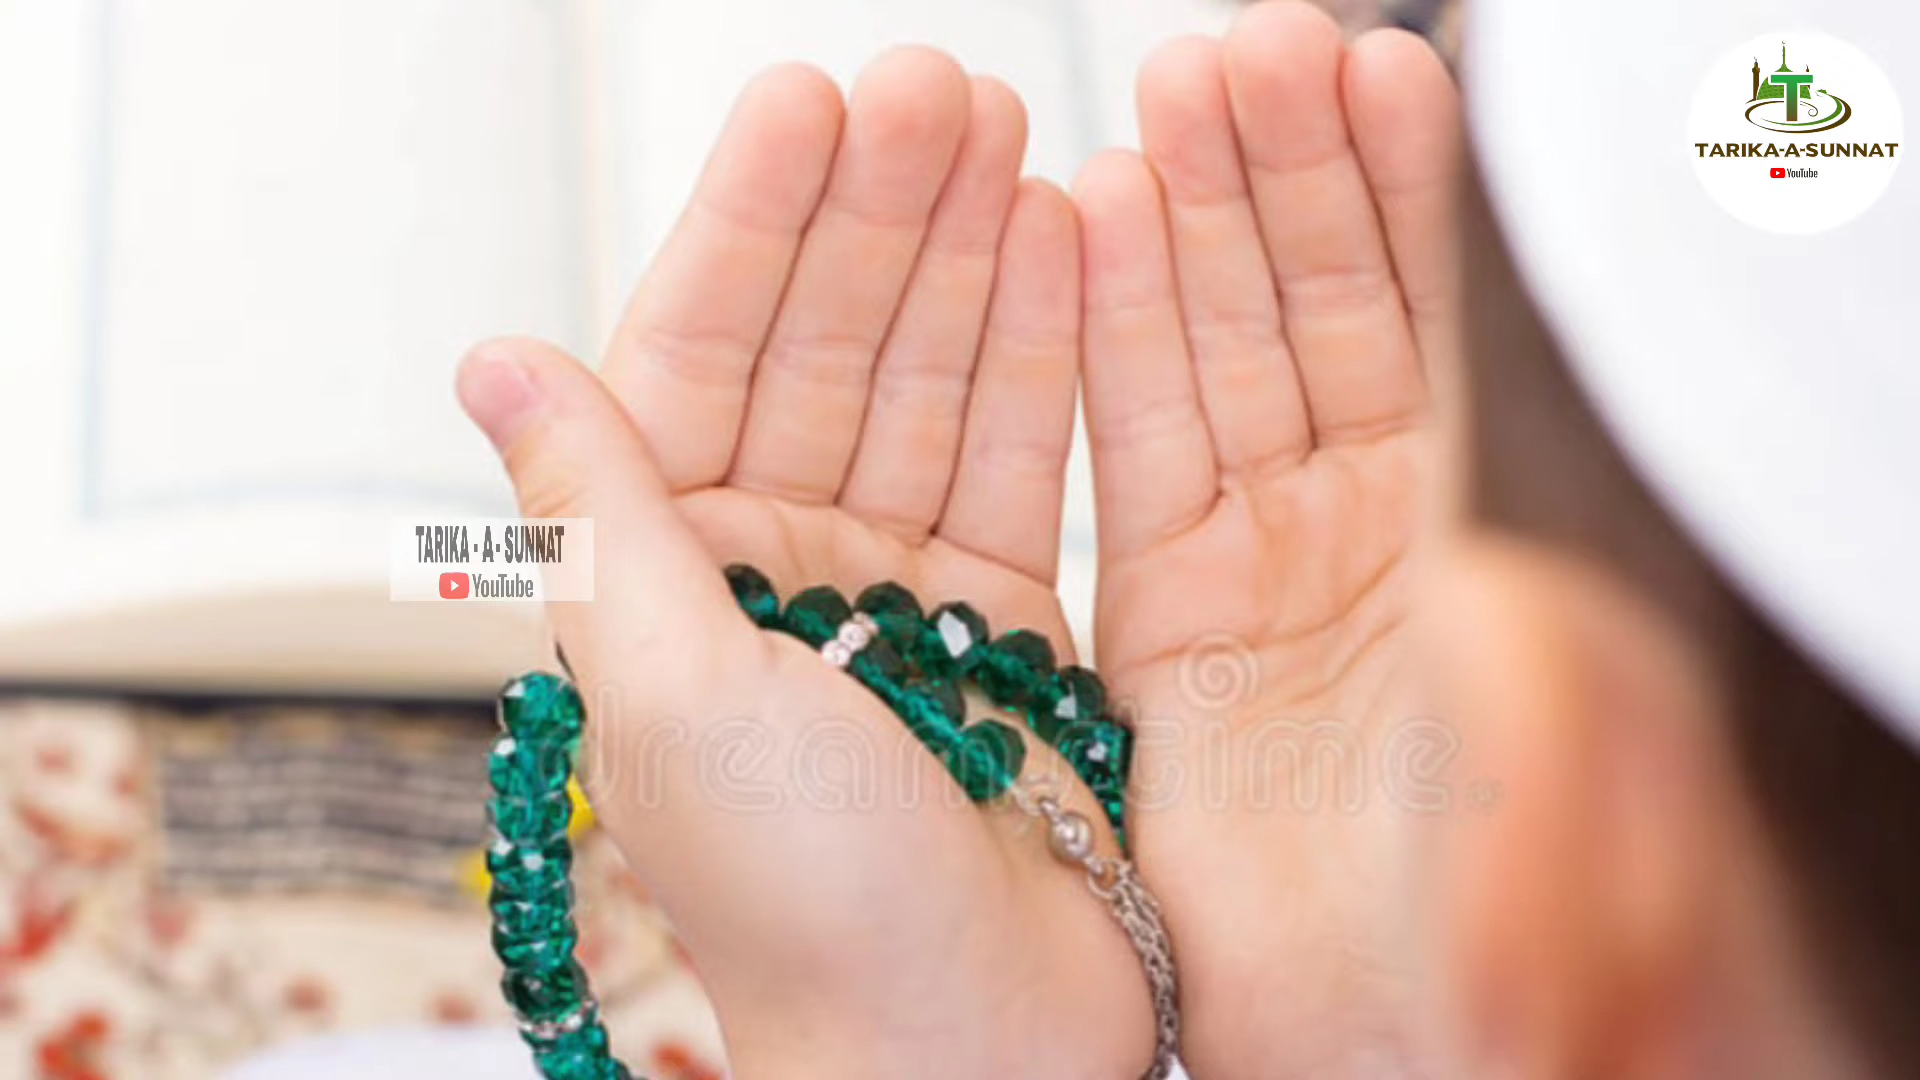 TARIKA-A-SUNNAT
YouTube
TARIKA - A - SUNNAT
YouTube
dreamstime.